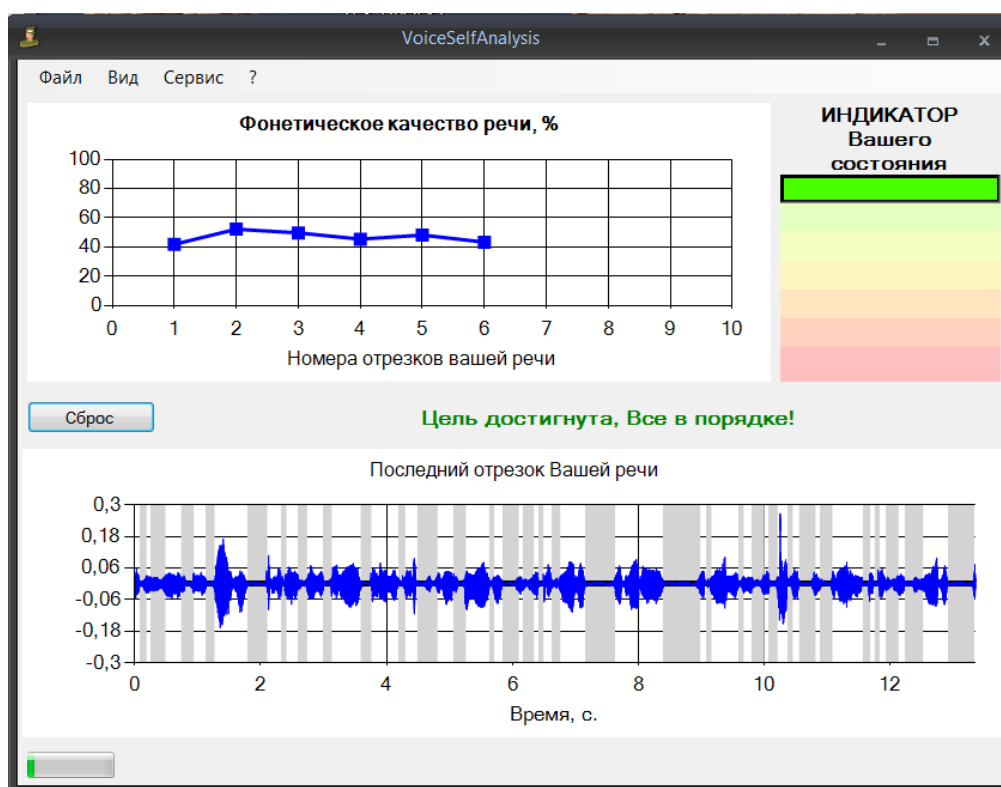 VoiceSelfAnalysis
Файл Вид Сервис ?
Фонетическое качество речи, %
100
80
60
40
20
0
0 1 2 3 4 5 6 7 8 9 10
Номера отрезков вашей речи
ИНДИКАТОР
Вашего
состояния
Сброс
Цель достигнута, Все в порядке!
Последний отрезок Вашей речи
0,3
0,18
0,06
-0,06
-0,18
-0,3
0 2 4 6 8 10 12
Время, с.